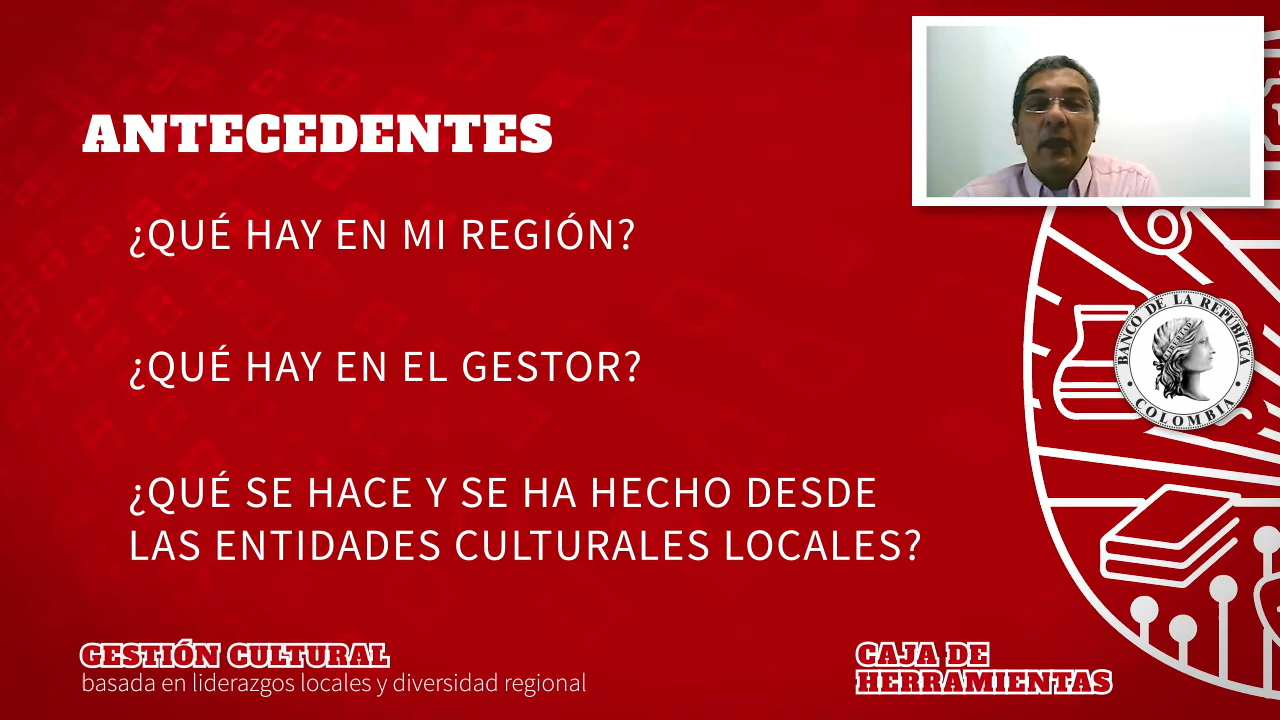 ANTECEDENTES
¿QUÉ HAY EN MI REGIÓN?
¿QUÉ HAY EN EL GESTOR?
¿QUÉ SE HACE Y SE HA HECHO DESDE
LAS ENTIDADES CULTURALES LOCALES?
BANCO DE LA REPÚBLICA
COLOMBIA
GESTIÓN CULTURAL
basada en liderazgos locales y diversidad regional
CAJA DE
HERRAMIENTAS